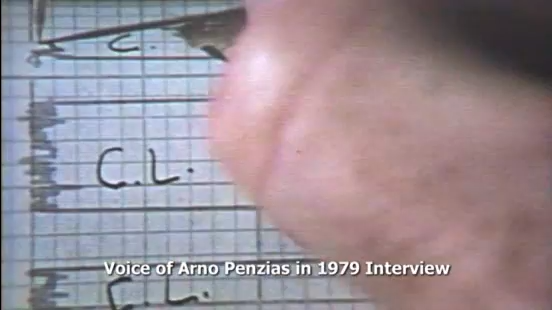 C.
C.L.
C.L.
Voice of Arno Penzias in 1979 Interview